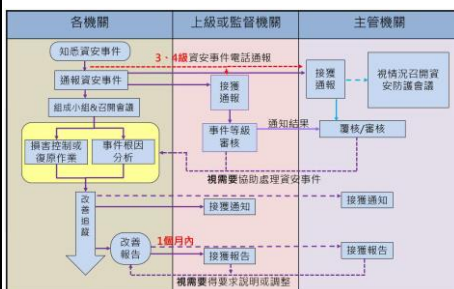 各機關
上級或監督機關
主管機關
知悉資安事件
3、4級資安事件電話通報
通報資安事件
接獲
通報
接獲
通報
視情況召開資
安防護會議
組成小組&召開會議
事件等級
審核
通知結果
覆核/審核
損害控制或
復原作業
事件根因
分析
視需要協助處理資安事件
改善追蹤
接獲通知
接獲通知
改善
報告
1個月內
接獲報告
接獲報告
視需要得要求說明或調整